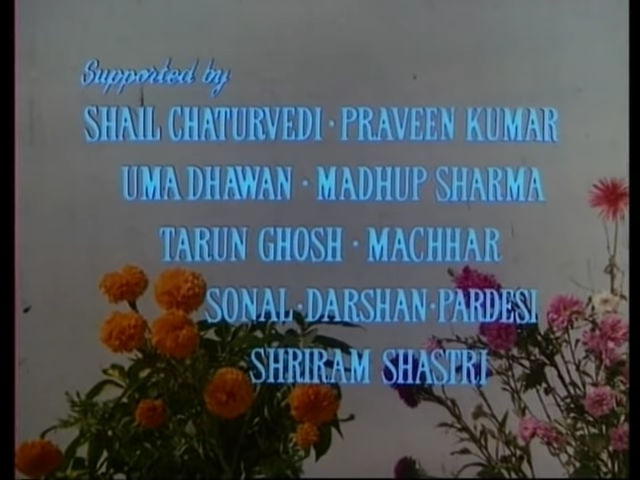 Supported by
SHAIL CHATURVEDI · PRAVEEN KUMAR
UMA DHAWAN · MADHUP SHARMA
TARUN GHOSH · MACHHAR
SONAL · DARSHAN · PARDESI
SHRIRAM SHASTRI